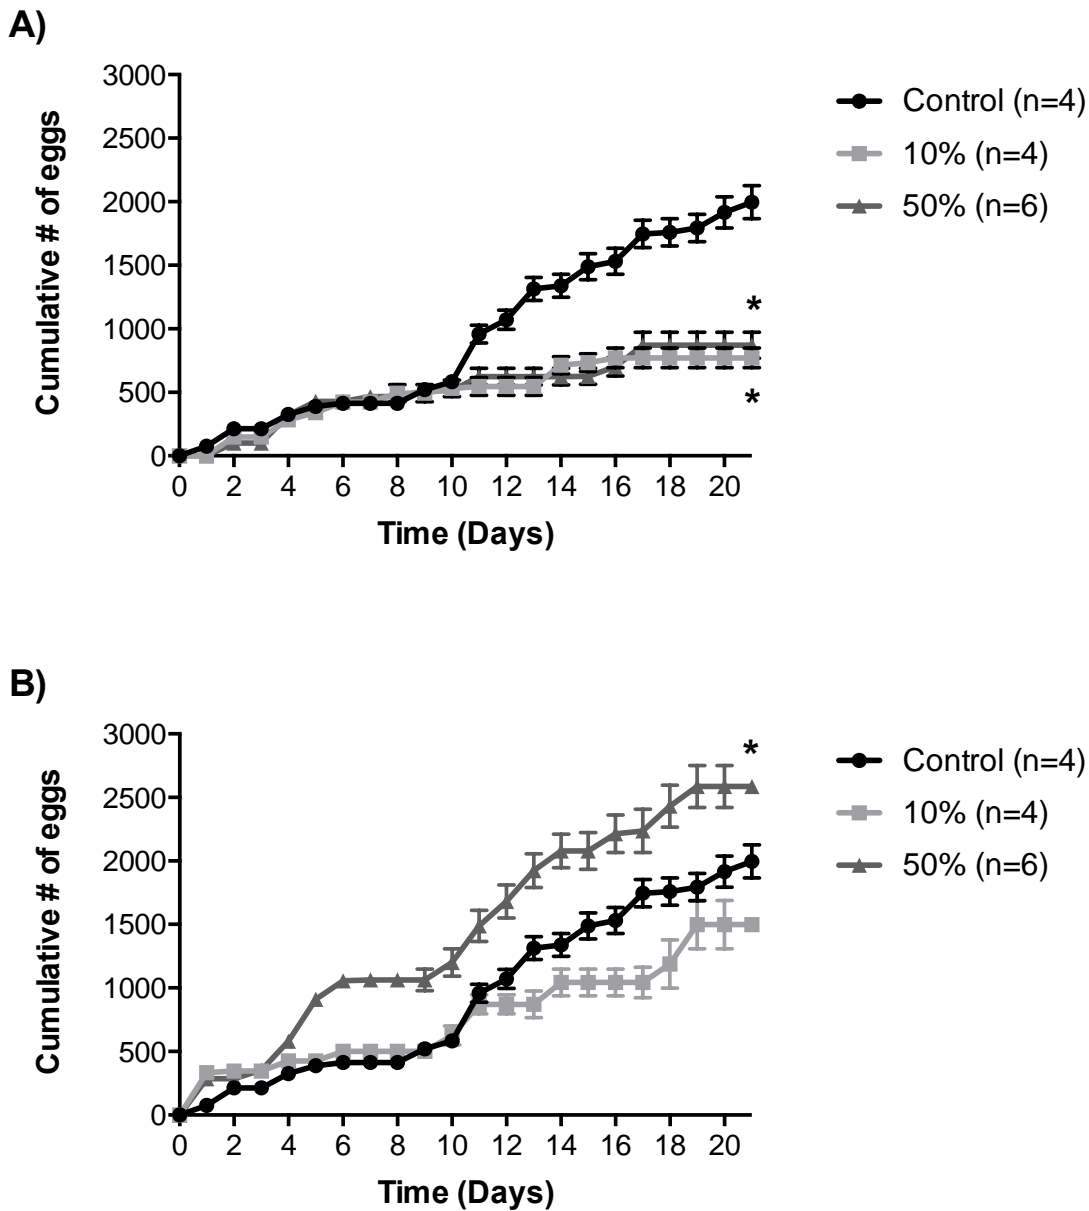 A)
Cumulative # of eggs
3000
2500
2000
1500
1000
500
0
0 2 4 6 8 10 12 14 16 18 20
Time (Days)
Control (n=4)
10% (n=4)
50% (n=6)
*
*
B)
Cumulative # of eggs
3000
2500
2000
1500
1000
500
0
0 2 4 6 8 10 12 14 16 18 20
Time (Days)
Control (n=4)
10% (n=4)
50% (n=6)
*